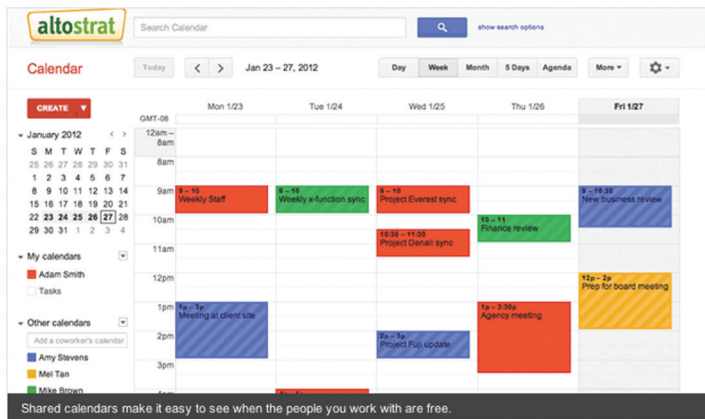 altostrat
Search Calendar
show search options
Calendar
Today
Jan 23 – 27, 2012
Day Week Month 5 Days Agenda
More
CREATE
GMT-08
Mon 1/23 Tue 1/24 Wed 1/25 Thu 1/26 Fri 1/27
January 2012
S M T W T F S
25 26 27 28 29 30 31
1 2 3 4 5 6 7
8 9 10 11 12 13 14
15 16 17 18 19 20 21
22 23 24 25 26 27 28
29 30 31 1 2 3 4
My calendars
Adam Smith
Tasks
Other calendars
Add a coworker's calendar
Amy Stevens
Mel Tan
Mike Brown
12am –
8am
8am
9am
10am
11am
12pm
1pm
2pm
3pm
9 – 10
Weekly Staff
1p – 3p
Meeting at client site
9 – 10
Weekly x-function sync
9 – 10
Project Everest sync
10:30 – 11:30
Project Denali sync
2p – 3p
Project Fuji update
10 – 11
Finance review
1p – 3:30p
Agency meeting
9 – 10:30
New business review
12p – 2p
Prep for board meeting
Shared calendars make it easy to see when the people you work with are free.